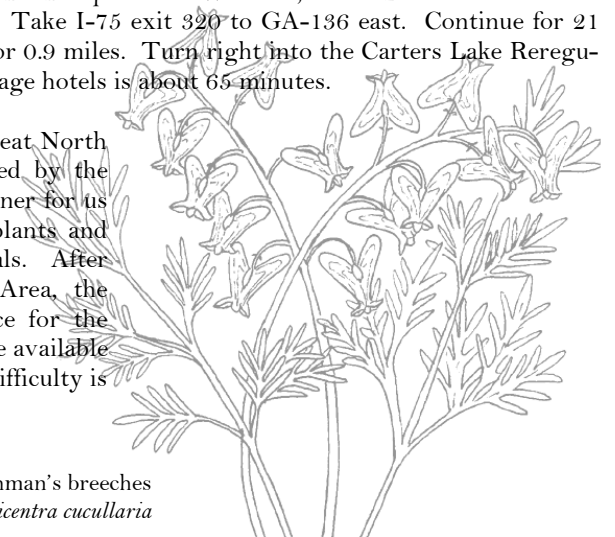 Take I-75 exit 320 to GA-136 east. Continue for 21
or 0.9 miles. Turn right into the Carters Lake Reregu-
age hotels is about 65 minutes.
eat North
ed by the
ner for us
plants and
ls. After
Area, the
ce for the
e available
ifficulty is
nman's breeches
icentra cucullaria